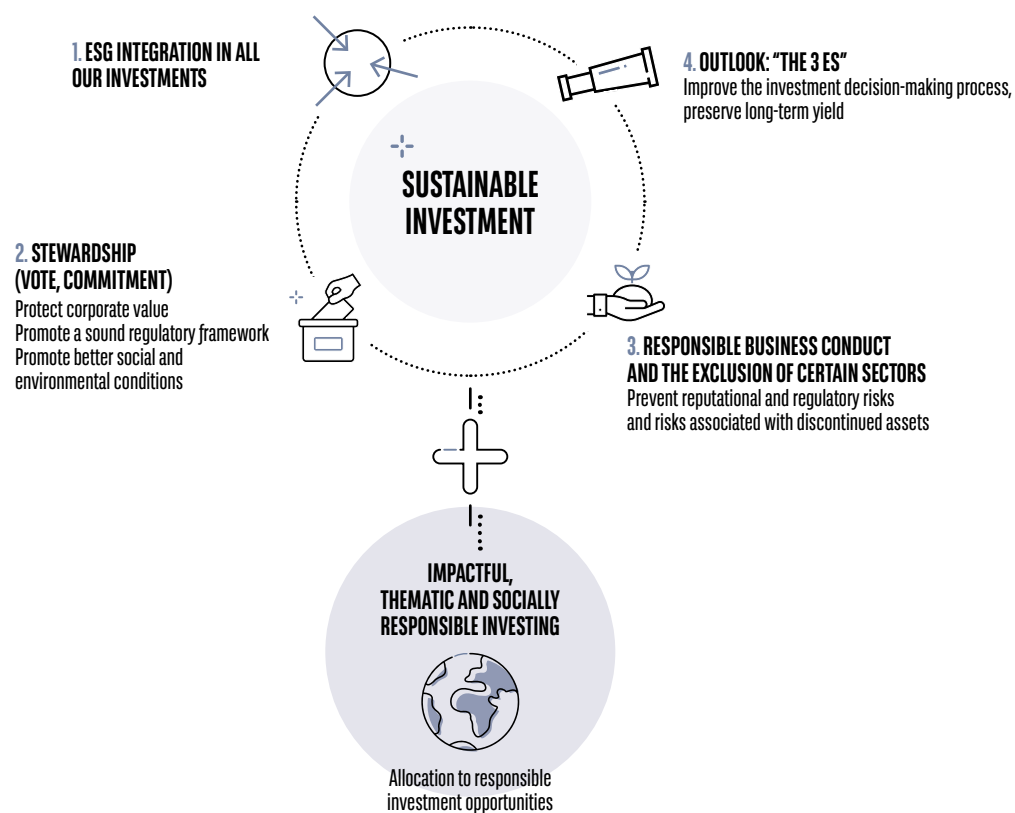 1. ESG INTEGRATION IN ALL
OUR INVESTMENTS
4. OUTLOOK: "THE 3 ES"
Improve the investment decision-making process,
preserve long-term yield
SUSTAINABLE
INVESTMENT
2. STEWARDSHIP
(VOTE, COMMITMENT)
Protect corporate value
Promote a sound regulatory framework
Promote better social and
environmental conditions
3. RESPONSIBLE BUSINESS CONDUCT
AND THE EXCLUSION OF CERTAIN SECTORS
Prevent reputational and regulatory risks
and risks associated with discontinued assets
IMPACTFUL,
THEMATIC AND SOCIALLY
RESPONSIBLE INVESTING
Allocation to responsible
investment opportunities